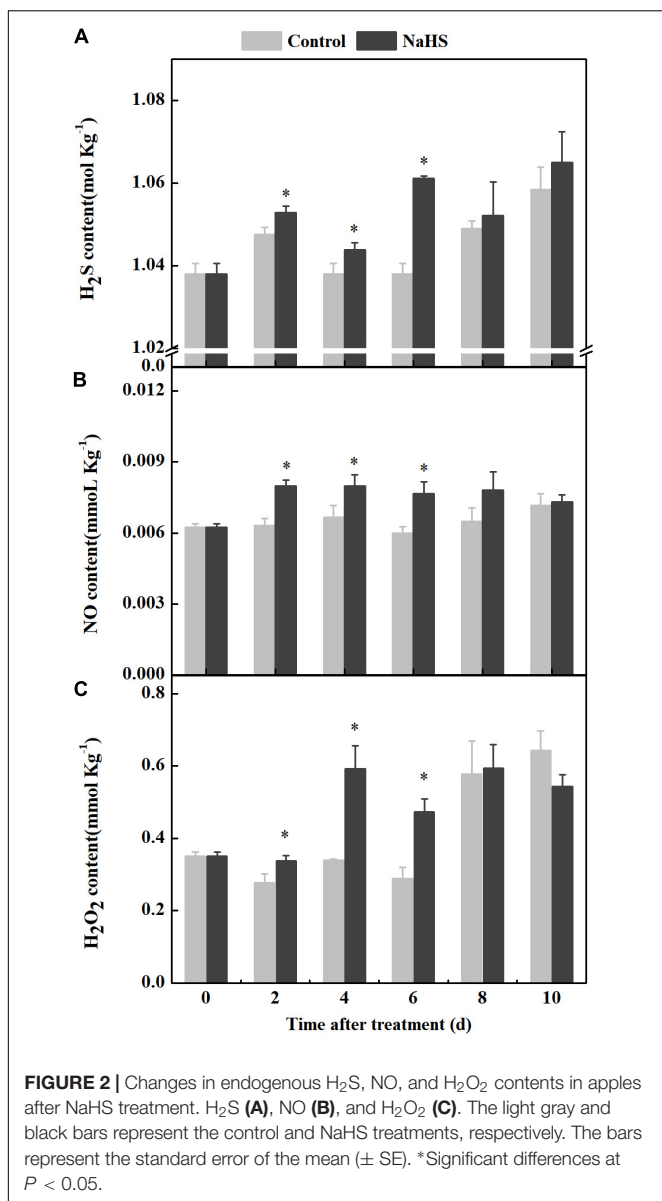 A
Control NaHS
1.08
1.06
1.04
1.02
0.0
H₂S content(mol Kg⁻¹)
* * *
B
0.012
0.009
0.006
0.003
0.000
NO content(mmoL Kg⁻¹)
* * *
C
0.8
0.6
0.4
0.2
0.0
H₂O₂ content(mmol Kg⁻¹)
* * *
0 2 4 6 8 10
Time after treatment (d)
FIGURE 2 | Changes in endogenous H₂S, NO, and H₂O₂ contents in apples
after NaHS treatment. H₂S (A), NO (B), and H₂O₂ (C). The light gray and
black bars represent the control and NaHS treatments, respectively. The bars
represent the standard error of the mean (± SE). *Significant differences at
P < 0.05.